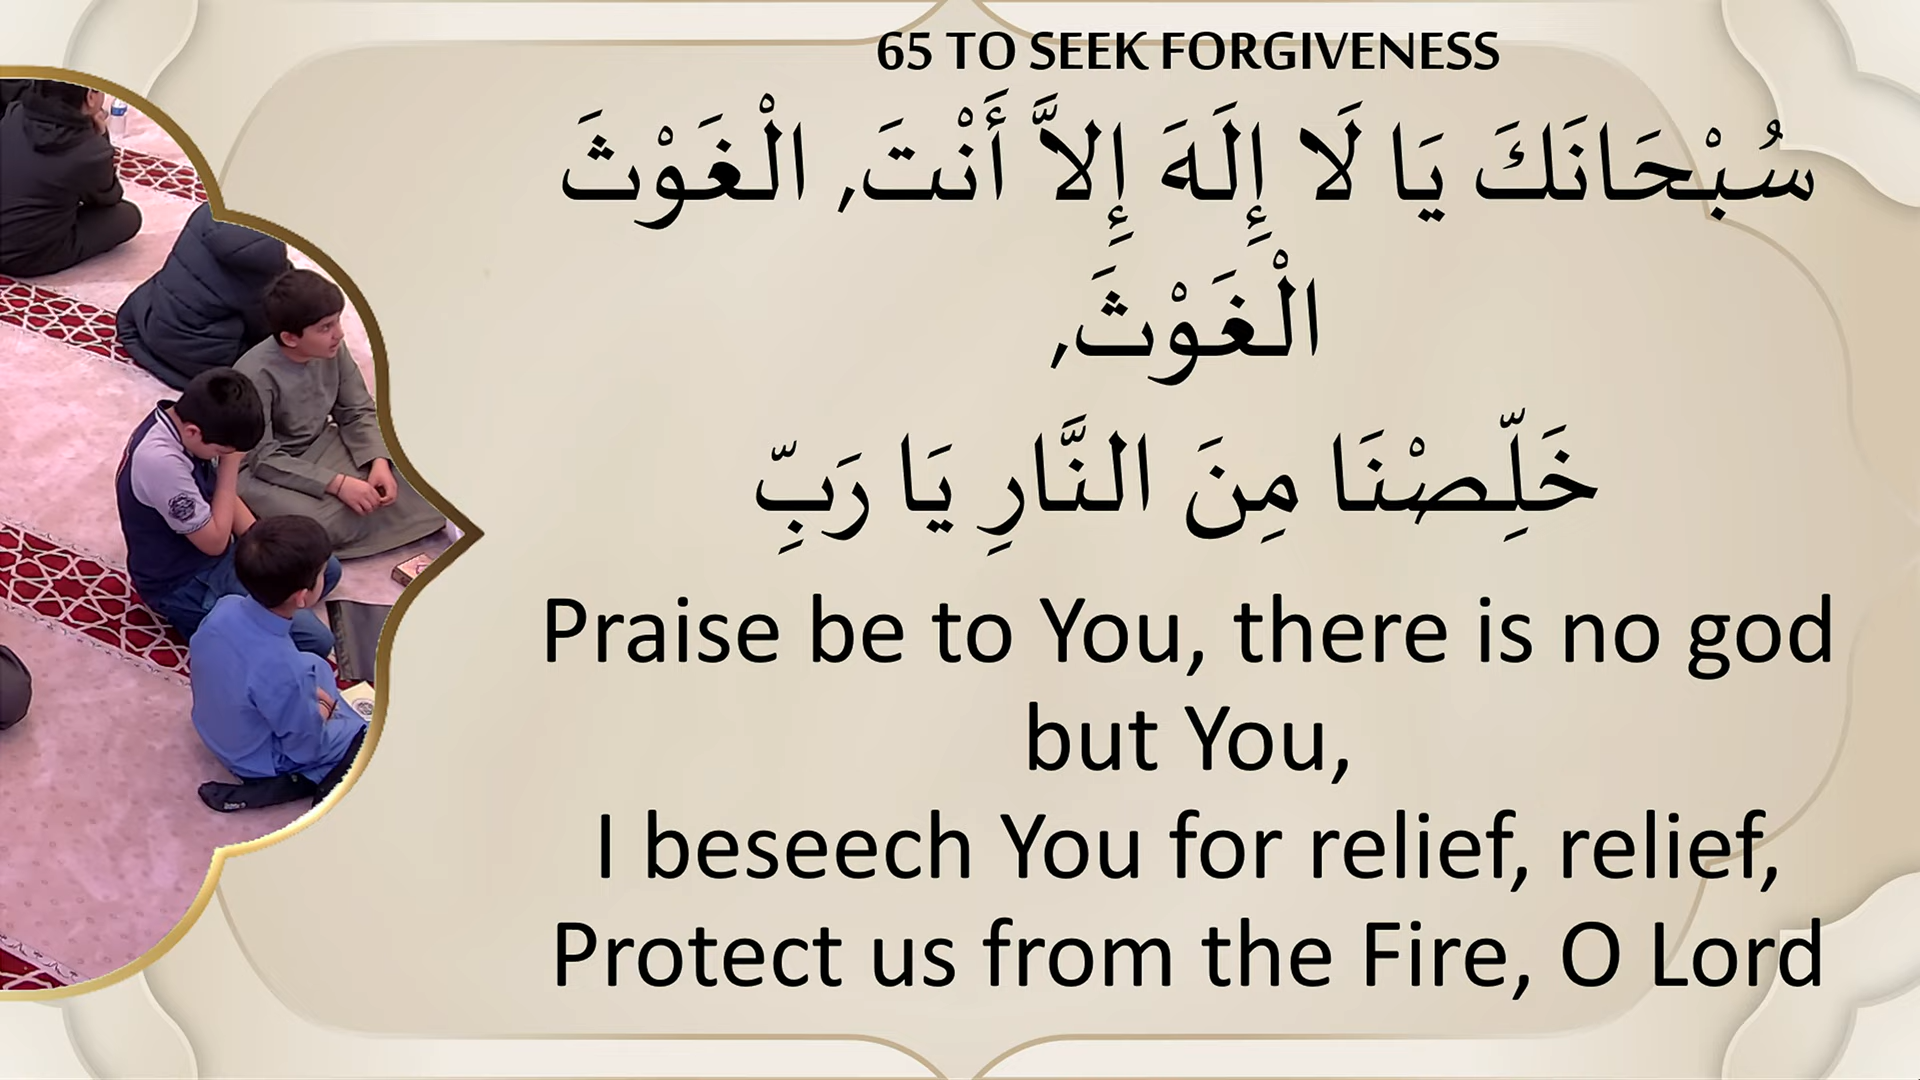 65 TO SEEK FORGIVENESS
سُبْحَانَكَ يَا لَا إِلَهَ إِلاَّ أَنْتَ, الْغَوْثَ
الْغَوْثَ,
خَلِّصْنَا مِنَ النَّارِ يَا رَبِّ
Praise be to You, there is no god
but You,
I beseech You for relief, relief,
Protect us from the Fire, O Lord